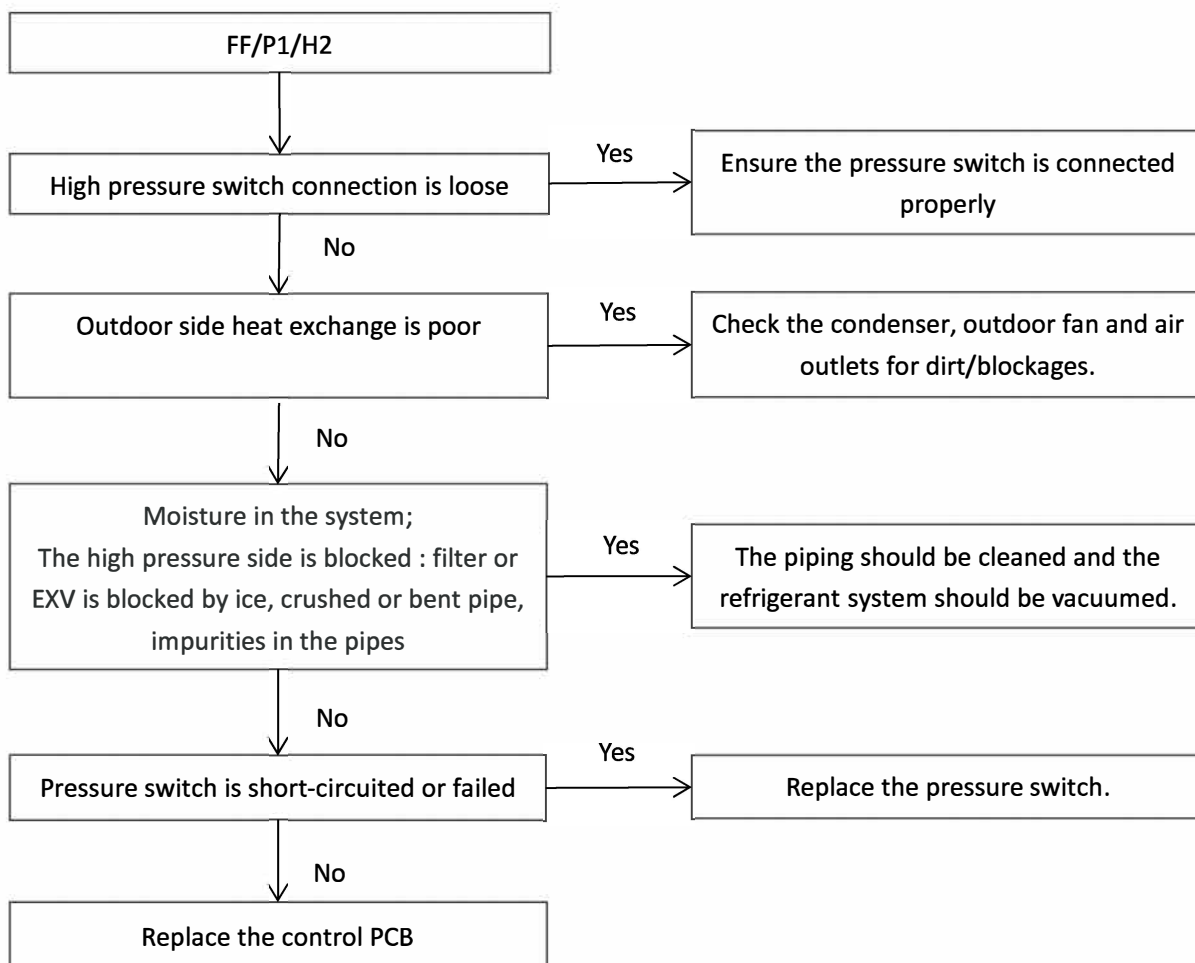 FF/P1/H2
High pressure switch connection is loose
Yes
Ensure the pressure switch is connected
properly
No
Outdoor side heat exchange is poor
Yes
Check the condenser, outdoor fan and air
outlets for dirt/blockages.
No
Moisture in the system;
The high pressure side is blocked : filter or
EXV is blocked by ice, crushed or bent pipe,
impurities in the pipes
Yes
The piping should be cleaned and the
refrigerant system should be vacuumed.
No
Pressure switch is short-circuited or failed
Yes
Replace the pressure switch.
No
Replace the control PCB